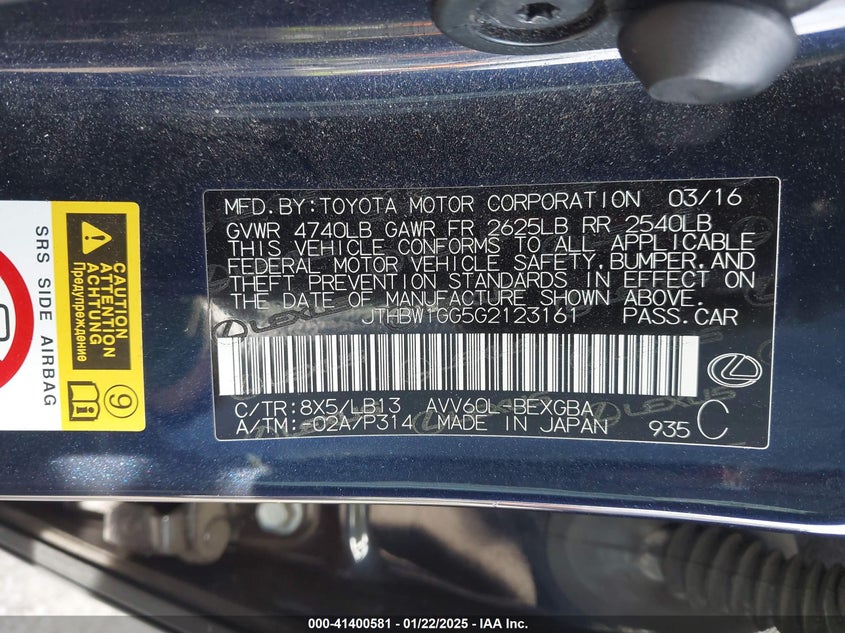 MFD.BY:TOYOTA MOTOR CORPORATION 03/16
GVWR 4740LB GAWR FR 2625LB RR 2540LB
THIS VEHICLE CONFORMS TO ALL APPLICABLE
FEDERAL MOTOR VEHICLE SAFETY, BUMPER, AND
THEFT PREVENTION STANDARDS IN EFFECT ON
THE DATE OF MANUFACTURE SHOWN ABOVE.
JTHBW1GG5G2123161 PASS.CAR
C/TR:8X5/LB13 AVV60L-BEXGBA
A/TM:-02A/P314 MADE IN JAPAN 935 C
SRS SIDE AIRBAG
CAUTION
ATTENTION
ACHTUNG
Предупреждение
9
000-41400581 | 01/22/2025 | IAA Inc.